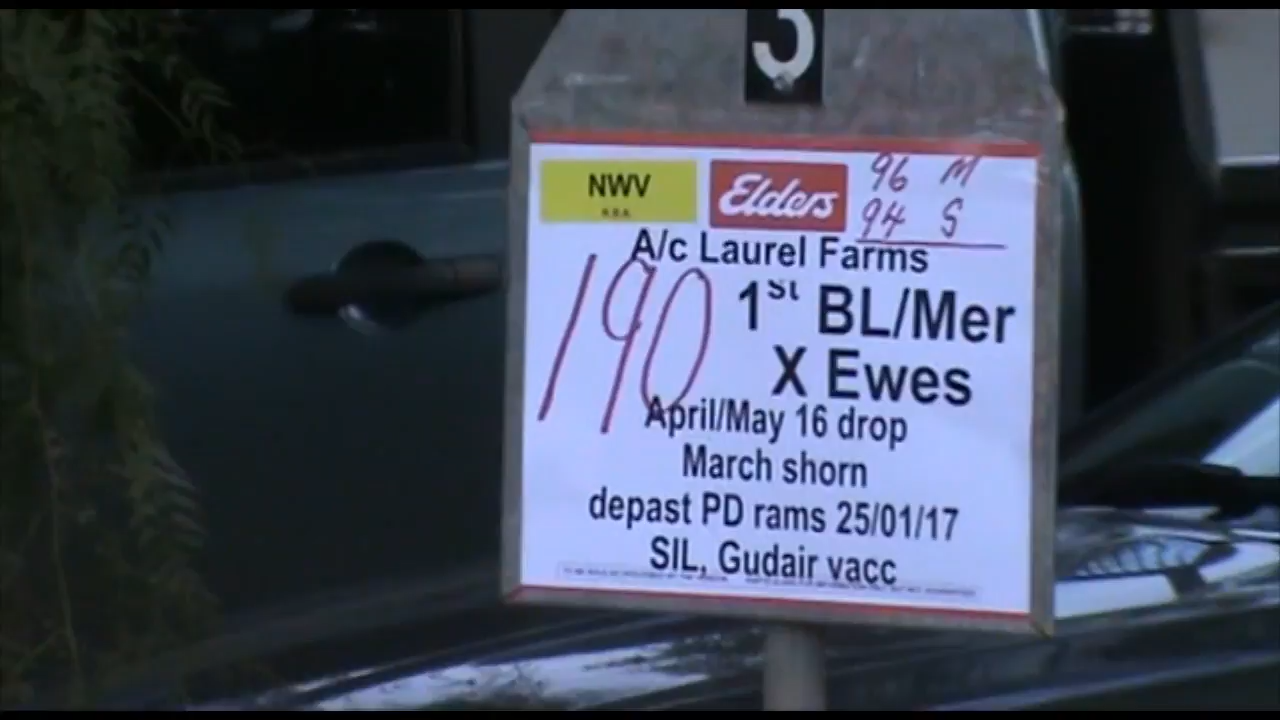 5
NWV
Elders
96 M
94 S
A/c Laurel Farms
190
1st BL/Mer
X Ewes
April/May 16 drop
March shorn
depast PD rams 25/01/17
SIL, Gudair vacc